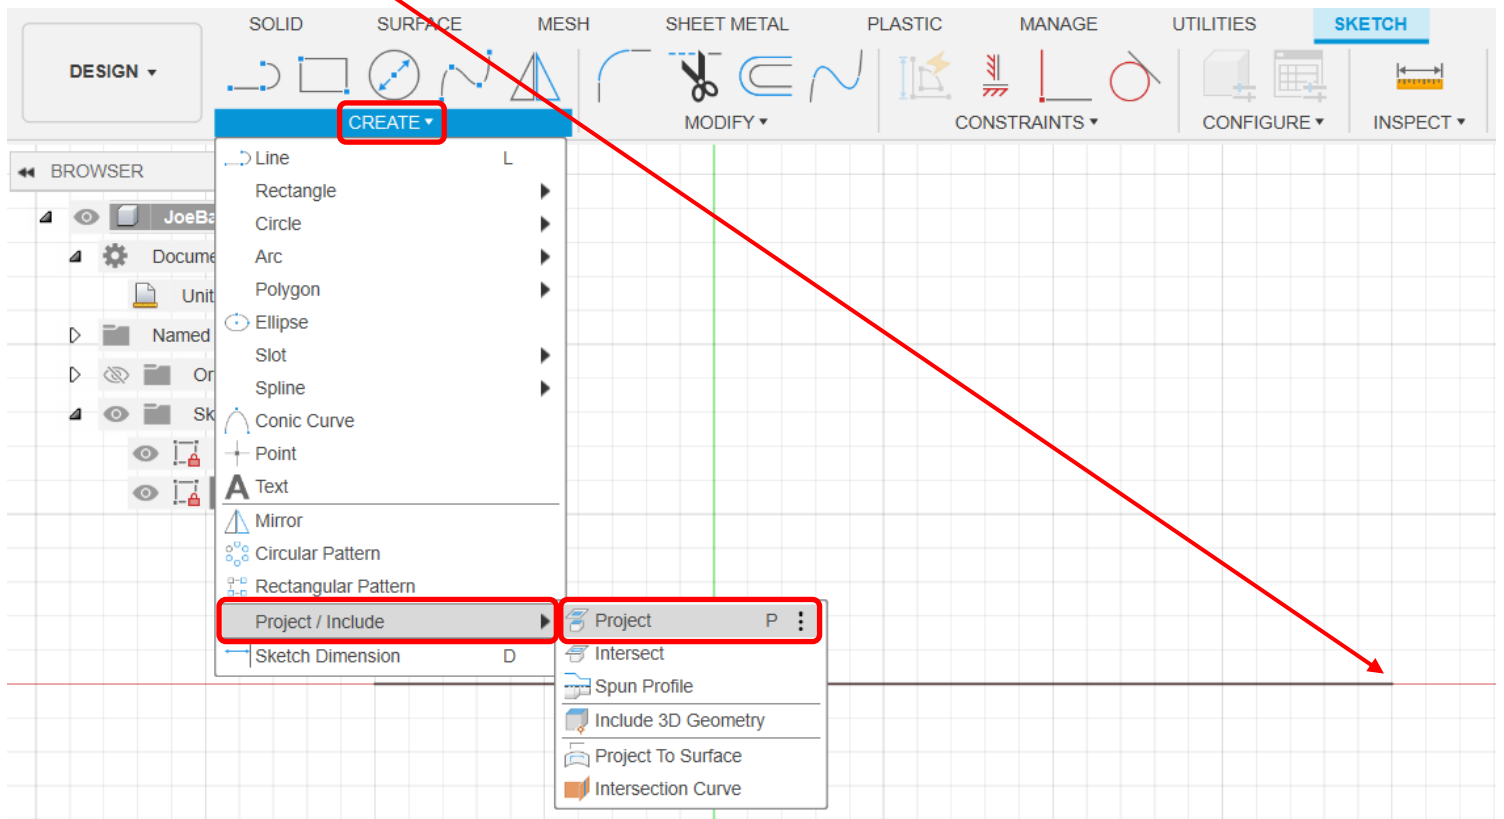 SOLID SURFACE MESH SHEET METAL PLASTIC MANAGE UTILITIES SKETCH
DESIGN
CREATE MODIFY CONSTRAINTS CONFIGURE INSPECT
BROWSER
JoeBa
Docume
Unit
Named
Or
Sk
Line L
Rectangle
Circle
Arc
Polygon
Ellipse
Slot
Spline
Conic Curve
Point
A Text
Mirror
Circular Pattern
Rectangular Pattern
Project / Include
Sketch Dimension D
Project P
Intersect
Spun Profile
Include 3D Geometry
Project To Surface
Intersection Curve